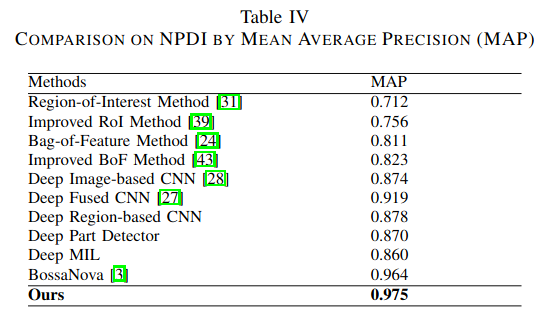 Table IV
COMPARISON ON NPDI BY MEAN AVERAGE PRECISION (MAP)
Methods MAP
Region-of-Interest Method [31] 0.712
Improved RoI Method [39] 0.756
Bag-of-Feature Method [24] 0.811
Improved BoF Method [43] 0.823
Deep Image-based CNN [28] 0.874
Deep Fused CNN [27] 0.919
Deep Region-based CNN 0.878
Deep Part Detector 0.870
Deep MIL 0.860
BossaNova [3] 0.964
Ours 0.975